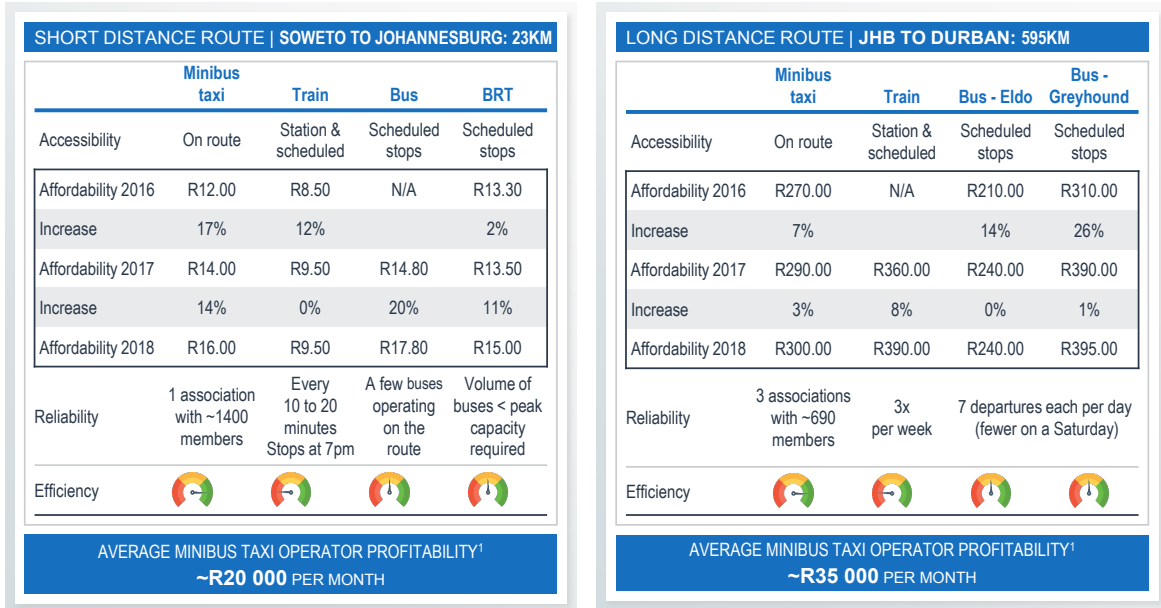 SHORT DISTANCE ROUTE | SOWETO TO JOHANNESBURG: 23KM
Minibus
taxi Train Bus BRT
Accessibility On route Station & scheduled Scheduled stops Scheduled stops
Affordability 2016 R12.00 R8.50 N/A R13.30
Increase 17% 12% 2%
Affordability 2017 R14.00 R9.50 R14.80 R13.50
Increase 14% 0% 20% 11%
Affordability 2018 R16.00 R9.50 R17.80 R15.00
Reliability 1 association with ~1400 members Every 10 to 20 minutes Stops at 7pm A few buses operating on the route Volume of buses < peak capacity required
Efficiency
AVERAGE MINIBUS TAXI OPERATOR PROFITABILITY¹
~R20 000 PER MONTH
LONG DISTANCE ROUTE | JHB TO DURBAN: 595KM
Minibus taxi Train Bus - Eldo Bus - Greyhound
Accessibility On route Station & scheduled Scheduled stops Scheduled stops
Affordability 2016 R270.00 N/A R210.00 R310.00
Increase 7% 14% 26%
Affordability 2017 R290.00 R360.00 R240.00 R390.00
Increase 3% 8% 0% 1%
Affordability 2018 R300.00 R390.00 R240.00 R395.00
Reliability 3 associations with ~690 members 3x per week 7 departures each per day (fewer on a Saturday)
Efficiency
AVERAGE MINIBUS TAXI OPERATOR PROFITABILITY¹
~R35 000 PER MONTH